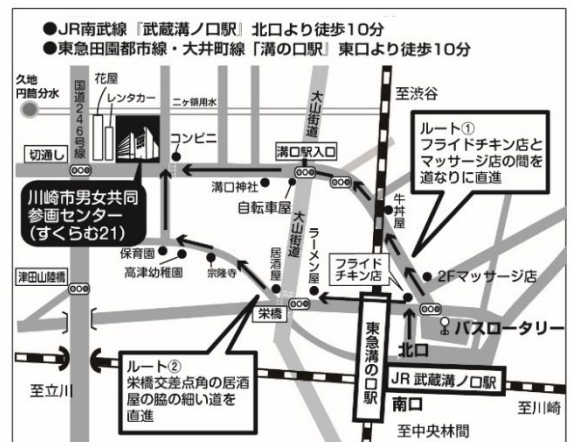 ●JR南武線『武蔵溝ノ口駅』北口より徒歩10分
●東急田園都市線・大井町線「溝の口駅」東口より徒歩10分
久地
円筒分水
国道246号線
花屋
レンタカー
二ヶ領用水
大山街道
至渋谷
コンビニ
切通し
溝口駅入口
ルート①
フライドチキン店と
マッサージ店の間を
道なりに直進
溝口神社
自転車屋
牛丼屋
川崎市男女共同
参画センター
(すくらむ21)
大山街道
ラーメン屋
居酒屋
フライド
チキン店
2Fマッサージ店
保育園
高津幼稚園
宗隆寺
津田山陸橋
栄橋
バスロータリー
北口
東急溝の口駅
ルート②
栄橋交差点角の居酒
屋の脇の細い道を
直進
JR 武蔵溝ノ口駅
南口
至立川
至川崎
至中央林間